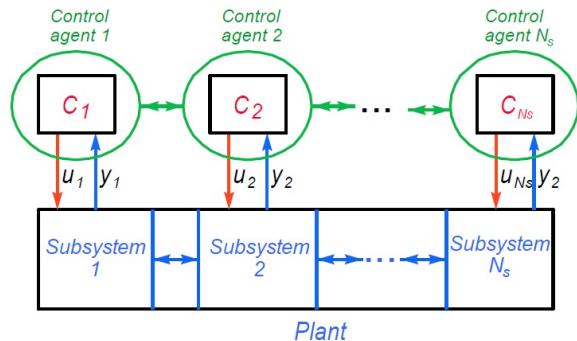 Control
agent 1
Control
agent 2
Control
agent Ns
C1
C2
CNs
...
u1 y1
u2 y2
uNs y2
Subsystem
1
Subsystem
2
...
Subsystem
Ns
Plant